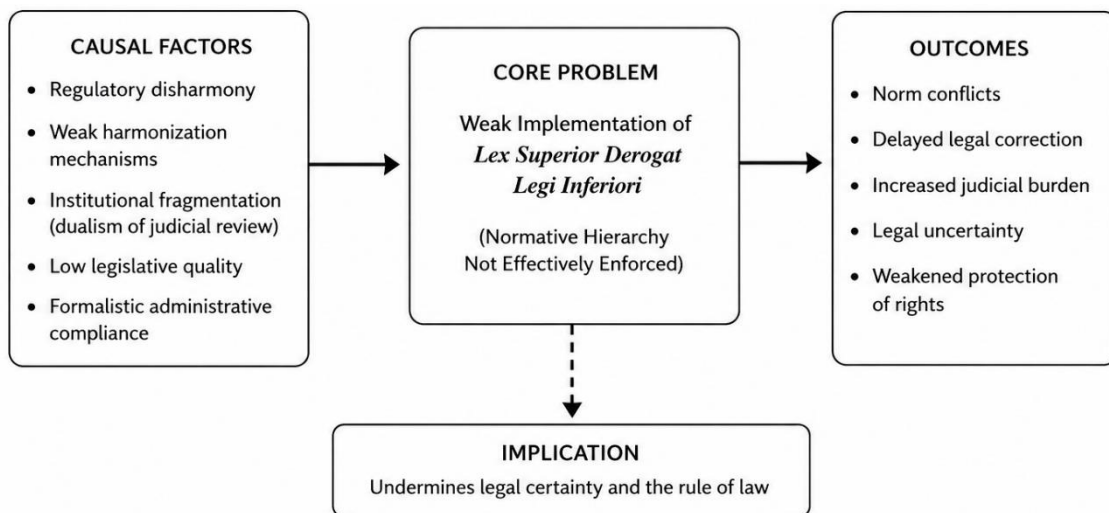 CAUSAL FACTORS
• Regulatory disharmony
• Weak harmonization
mechanisms
• Institutional fragmentation
(dualism of judicial review)
• Low legislative quality
• Formalistic administrative
compliance
CORE PROBLEM
Weak Implementation of
Lex Superior Derogat
Legi Inferiori
(Normative Hierarchy
Not Effectively Enforced)
OUTCOMES
• Norm conflicts
• Delayed legal correction
• Increased judicial burden
• Legal uncertainty
• Weakened protection
of rights
IMPLICATION
Undermines legal certainty and the rule of law